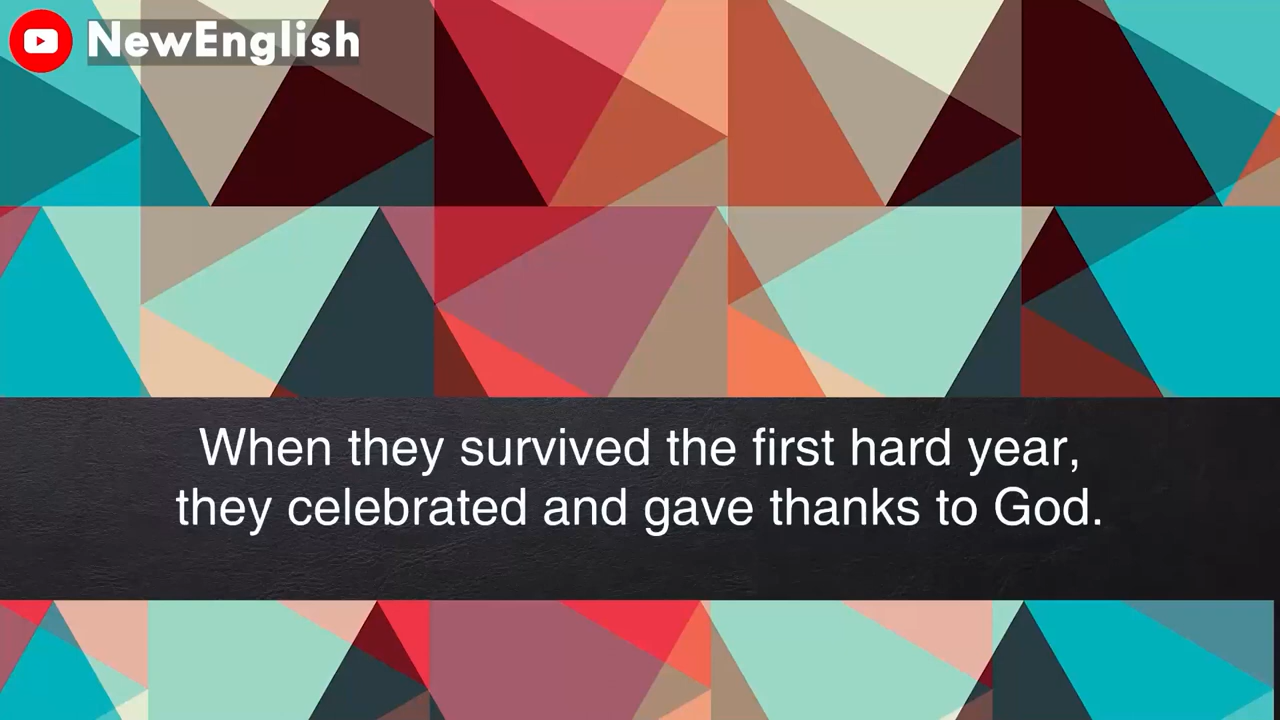 NewEnglish
When they survived the first hard year,
they celebrated and gave thanks to God.